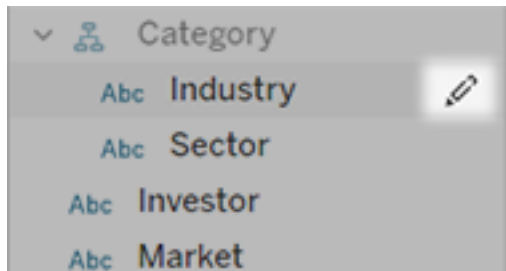 Category
Abc Industry
Abc Sector
Abc Investor
Abc Market